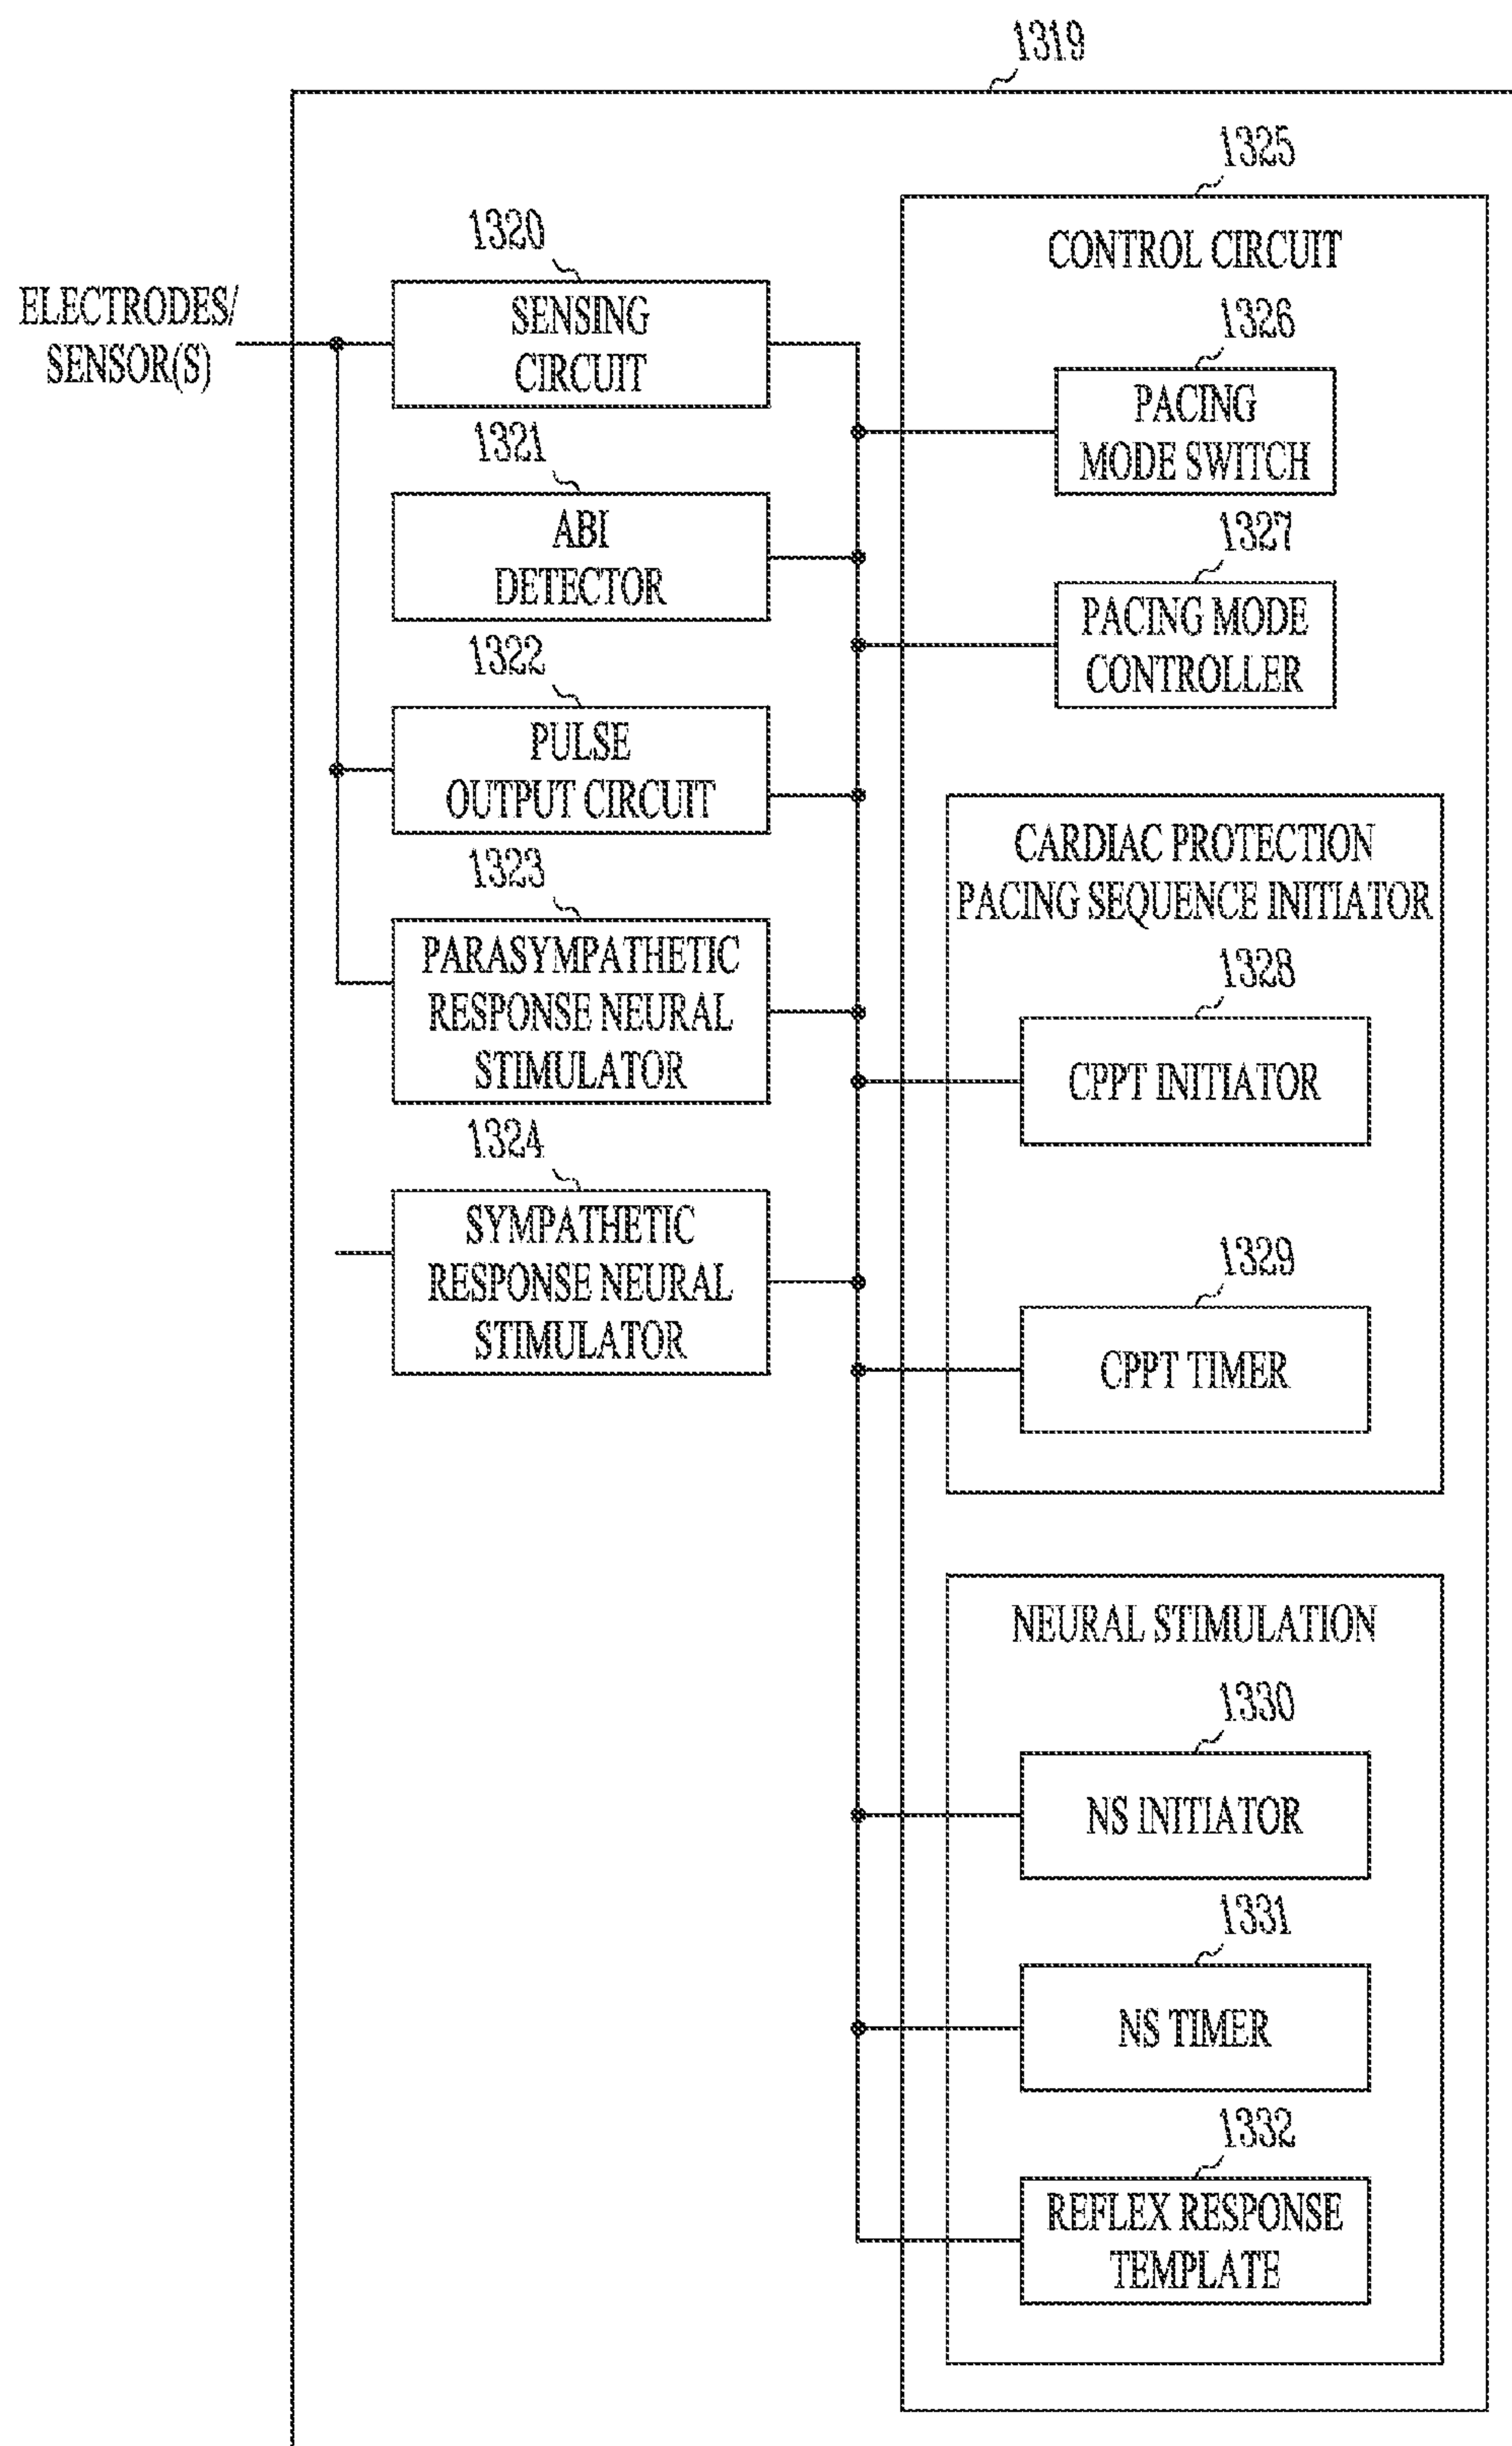 1319
1325
CONTROL CIRCUIT
1320
ELECTRODES/
SENSOR(S)
SENSING
CIRCUIT
1326
PACING
MODE SWITCH
1321
ABI
DETECTOR
1327
PACING MODE
CONTROLLER
1322
PULSE
OUTPUT CIRCUIT
CARDIAC PROTECTION
PACING SEQUENCE INITIATOR
1323
PARASYMPATHETIC
RESPONSE NEURAL
STIMULATOR
1328
CPPT INITIATOR
1324
SYMPATHETIC
RESPONSE NEURAL
STIMULATOR
1329
CPPT TIMER
NEURAL STIMULATION
1330
NS INITIATOR
1331
NS TIMER
1332
REFLEX RESPONSE
TEMPLATE